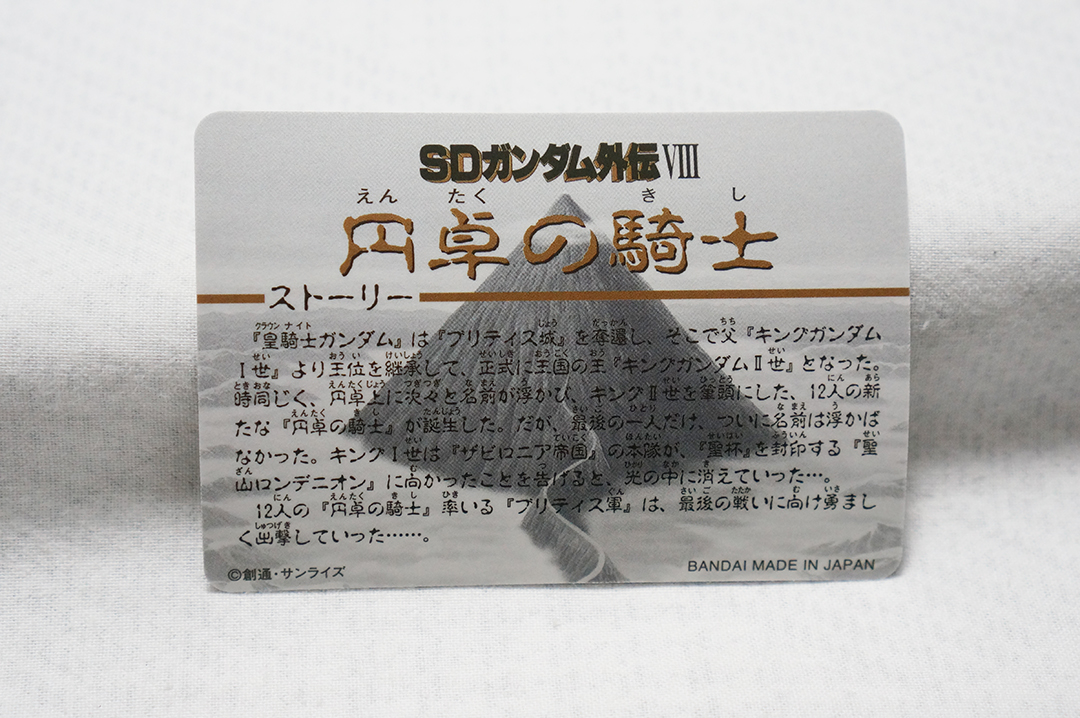 SDガンダム外伝VIII
えん たく き し
円卓の騎士
ストーリー
『皇騎士ガンダム』は『ブリティス城』を奪還し、そこで父『キングガンダム
I世』より王位を継承して、正式に王国の王『キングガンダムⅡ世』となった。
時同じく、円卓上に次々と名前が浮かび、キングⅡ世を筆頭にした、12人の新
たな『円卓の騎士』が誕生した。だが、最後の一人だけ、ついに名前は浮かば
なかった。キングI世は『ザビロニア帝国』の本隊が、『聖杯』を封印する『聖
山ロンデニオン』に向かったことを告げると、光の中に消えていった…。
12人の『円卓の騎士』率いる『ブリティス軍』は、最後の戦いに向け勇まし
く出撃していった……。
©創通・サンライズ
BANDAI MADE IN JAPAN